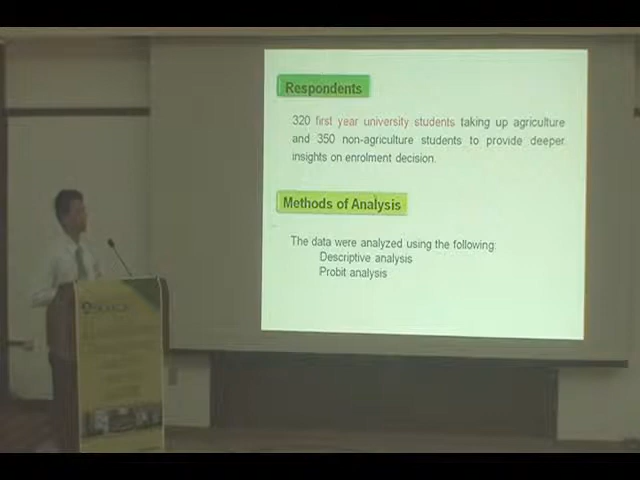 Respondents
320 first year university students taking up agriculture
and 350 non-agriculture students to provide deeper
insights on enrolment decision.
Methods of Analysis
The data were analyzed using the following:
Descriptive analysis
Probit analysis